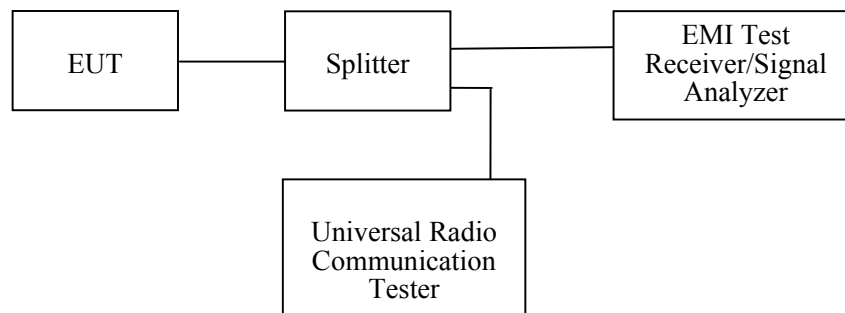 EUT
Splitter
EMI Test
Receiver/Signal
Analyzer
Universal Radio
Communication
Tester